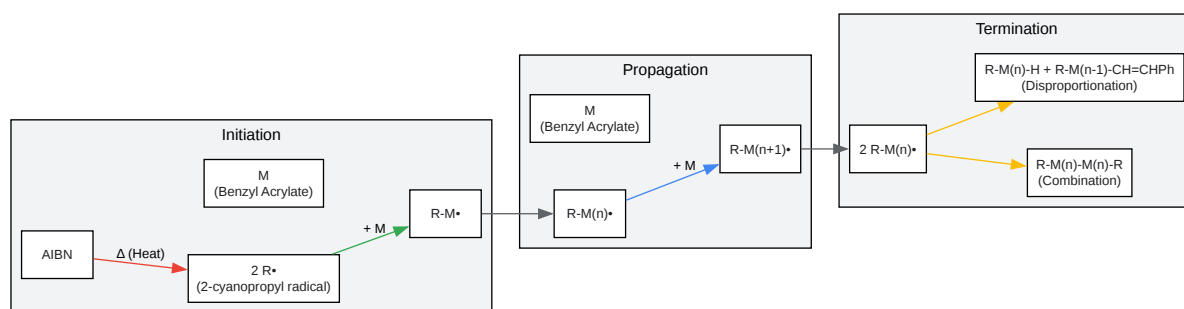 Initiation
M
(Benzyl Acrylate)
R-M•
+ M
AIBN
Δ (Heat)
2 R•
(2-cyanopropyl radical)
Propagation
M
(Benzyl Acrylate)
R-M(n+1)•
+ M
R-M(n)•
Termination
R-M(n)-H + R-M(n-1)-CH=CHPh
(Disproportionation)
2 R-M(n)•
R-M(n)-M(n)-R
(Combination)